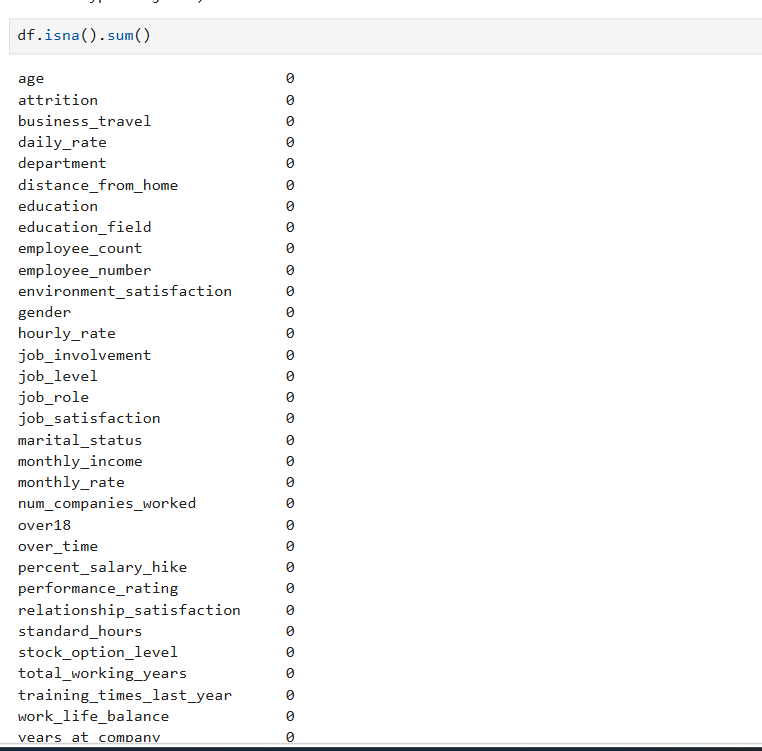 df.isna().sum()
age 0
attrition 0
business_travel 0
daily_rate 0
department 0
distance_from_home 0
education 0
education_field 0
employee_count 0
employee_number 0
environment_satisfaction 0
gender 0
hourly_rate 0
job_involvement 0
job_level 0
job_role 0
job_satisfaction 0
marital_status 0
monthly_income 0
monthly_rate 0
num_companies_worked 0
over18 0
over_time 0
percent_salary_hike 0
performance_rating 0
relationship_satisfaction 0
standard_hours 0
stock_option_level 0
total_working_years 0
training_times_last_year 0
work_life_balance 0
years_at_company 0